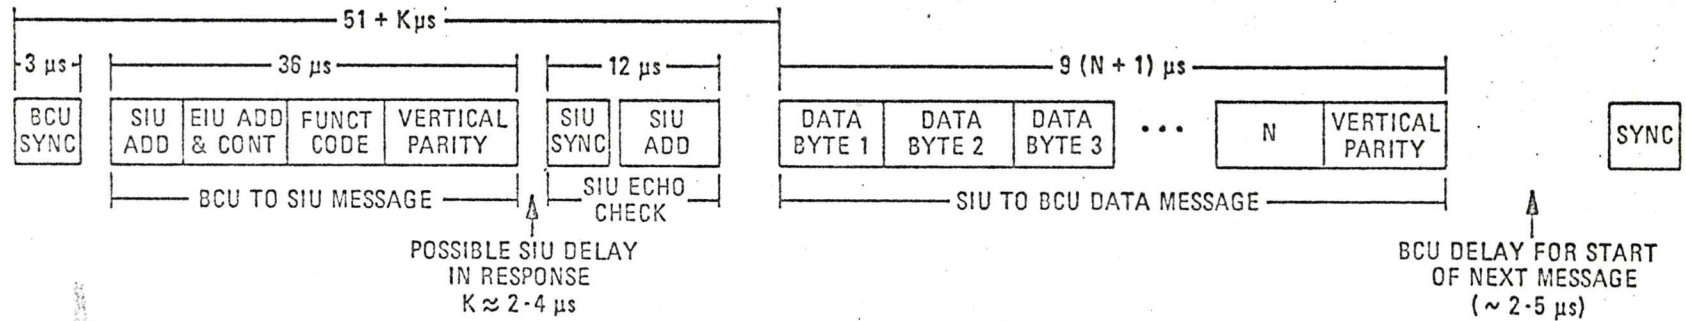 51 + Kµs
3 µs
36 µs
12 µs
9 (N + 1) µs
BCU
SYNC
SIU
ADD
EIU ADD
& CONT
FUNCT
CODE
VERTICAL
PARITY
SIU
SYNC
SIU
ADD
DATA
BYTE 1
DATA
BYTE 2
DATA
BYTE 3
• • •
N
VERTICAL
PARITY
SYNC
BCU TO SIU MESSAGE
SIU ECHO
CHECK
SIU TO BCU DATA MESSAGE
POSSIBLE SIU DELAY
IN RESPONSE
K ≈ 2-4 µs
BCU DELAY FOR START
OF NEXT MESSAGE
(~ 2-5 µs)